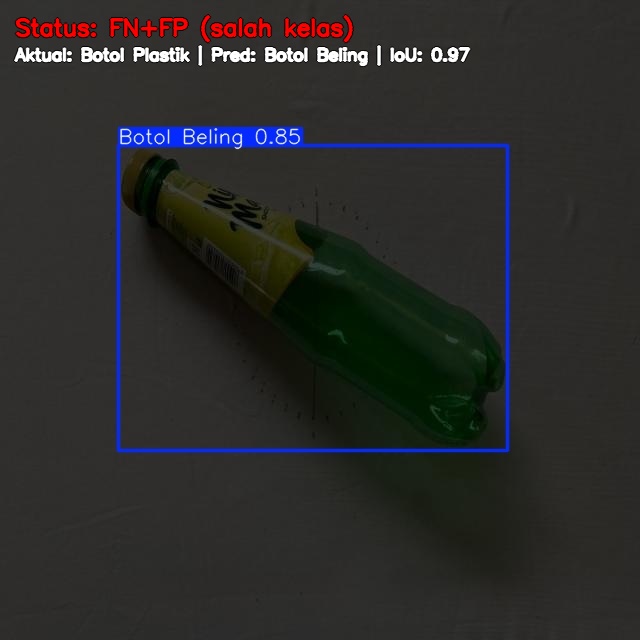 Status: FN+FP (salah kelas)
Aktual: Botol Plastik | Pred: Botol Beling | IoU: 0.97
Botol Beling 0.85